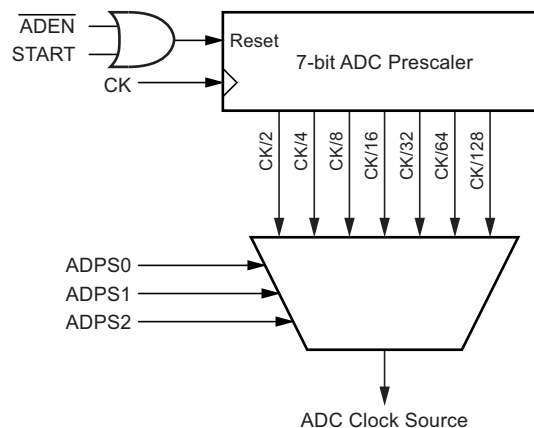 ADEN
START
CK
Reset
7-bit ADC Prescaler
CK/2
CK/4
CK/8
CK/16
CK/32
CK/64
CK/128
ADPS0
ADPS1
ADPS2
ADC Clock Source